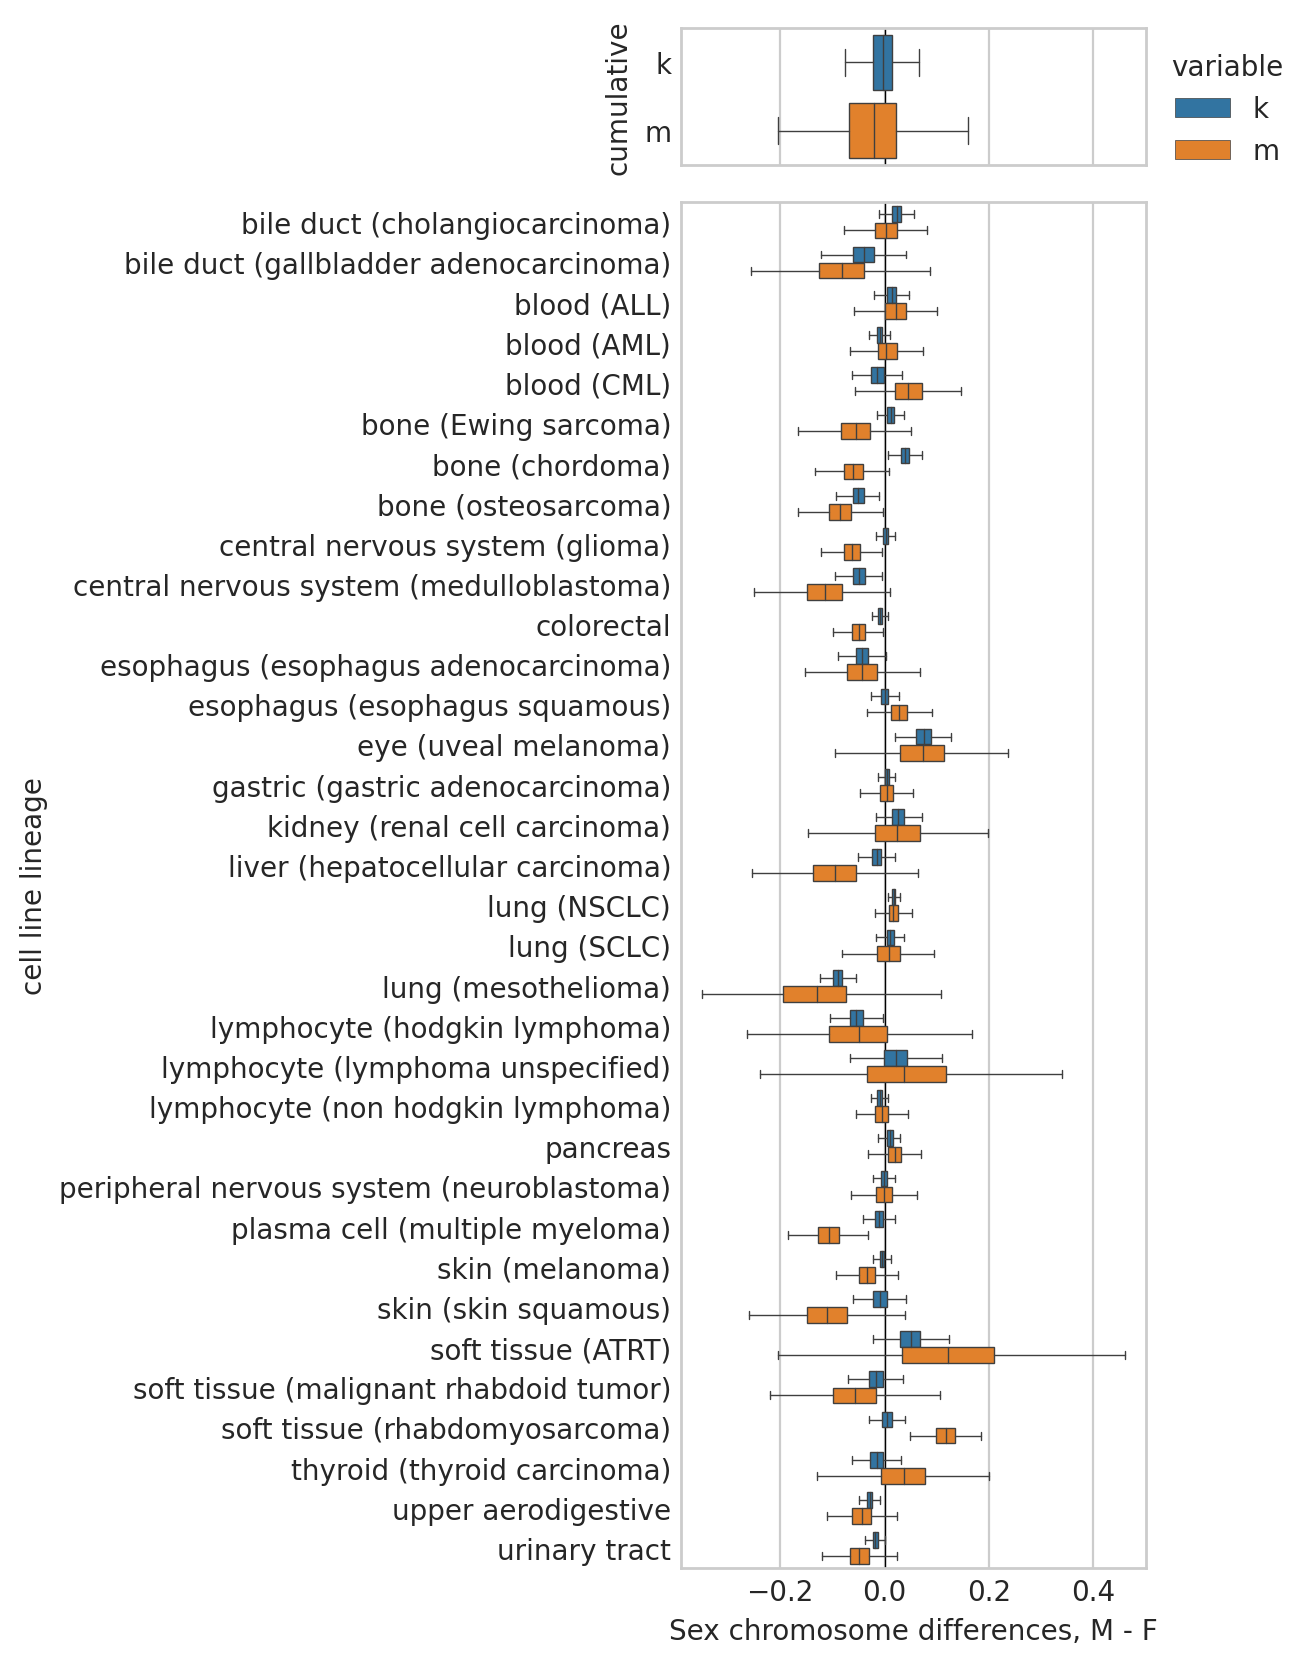 cumulative
k
m
variable
k
m
cell line lineage
bile duct (cholangiocarcinoma)
bile duct (gallbladder adenocarcinoma)
blood (ALL)
blood (AML)
blood (CML)
bone (Ewing sarcoma)
bone (chordoma)
bone (osteosarcoma)
central nervous system (glioma)
central nervous system (medulloblastoma)
colorectal
esophagus (esophagus adenocarcinoma)
esophagus (esophagus squamous)
eye (uveal melanoma)
gastric (gastric adenocarcinoma)
kidney (renal cell carcinoma)
liver (hepatocellular carcinoma)
lung (NSCLC)
lung (SCLC)
lung (mesothelioma)
lymphocyte (hodgkin lymphoma)
lymphocyte (lymphoma unspecified)
lymphocyte (non hodgkin lymphoma)
pancreas
peripheral nervous system (neuroblastoma)
plasma cell (multiple myeloma)
skin (melanoma)
skin (skin squamous)
soft tissue (ATRT)
soft tissue (malignant rhabdoid tumor)
soft tissue (rhabdomyosarcoma)
thyroid (thyroid carcinoma)
upper aerodigestive
urinary tract
−0.2 0.0 0.2 0.4
Sex chromosome differences, M - F